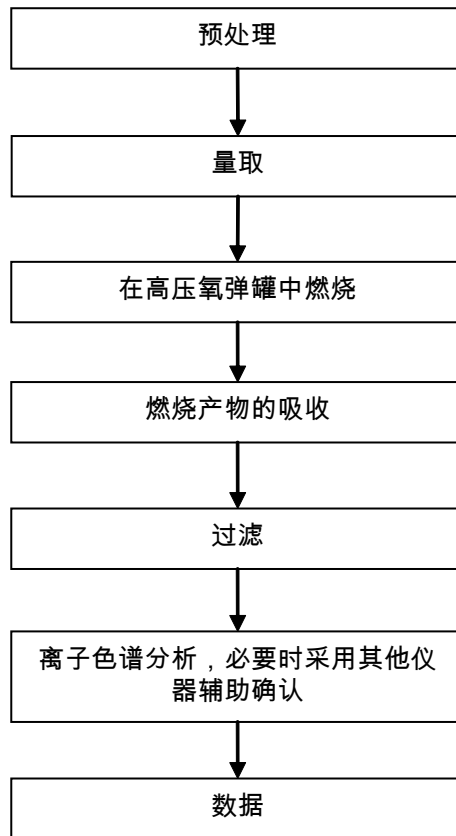 预处理
量取
在高压氧弹罐中燃烧
燃烧产物的吸收
过滤
离子色谱分析，必要时采用其他仪
器辅助确认
数据